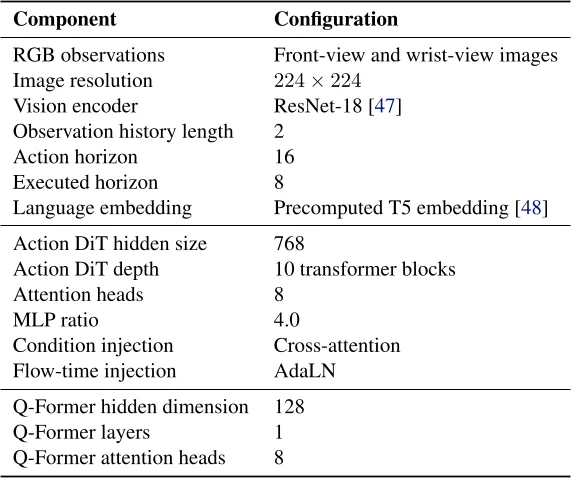 Component Configuration
RGB observations Front-view and wrist-view images
Image resolution 224 × 224
Vision encoder ResNet-18 [47]
Observation history length 2
Action horizon 16
Executed horizon 8
Language embedding Precomputed T5 embedding [48]
Action DiT hidden size 768
Action DiT depth 10 transformer blocks
Attention heads 8
MLP ratio 4.0
Condition injection Cross-attention
Flow-time injection AdaLN
Q-Former hidden dimension 128
Q-Former layers 1
Q-Former attention heads 8